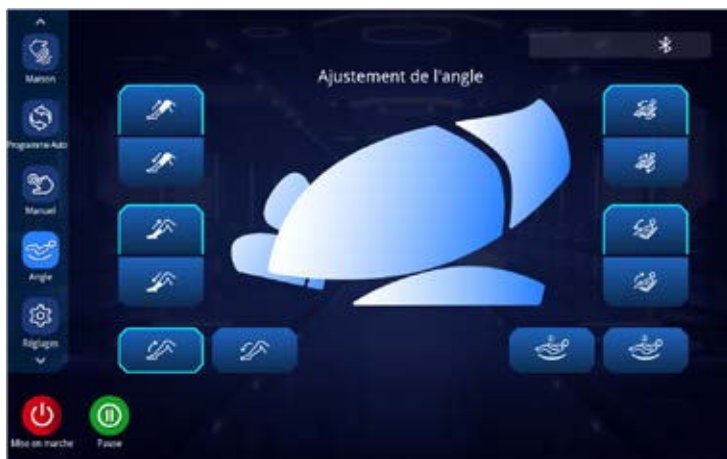 Maison
Programme Auto
Manuel
Angle
Réglages
Ajustement de l'angle
Mise en marche
Pause